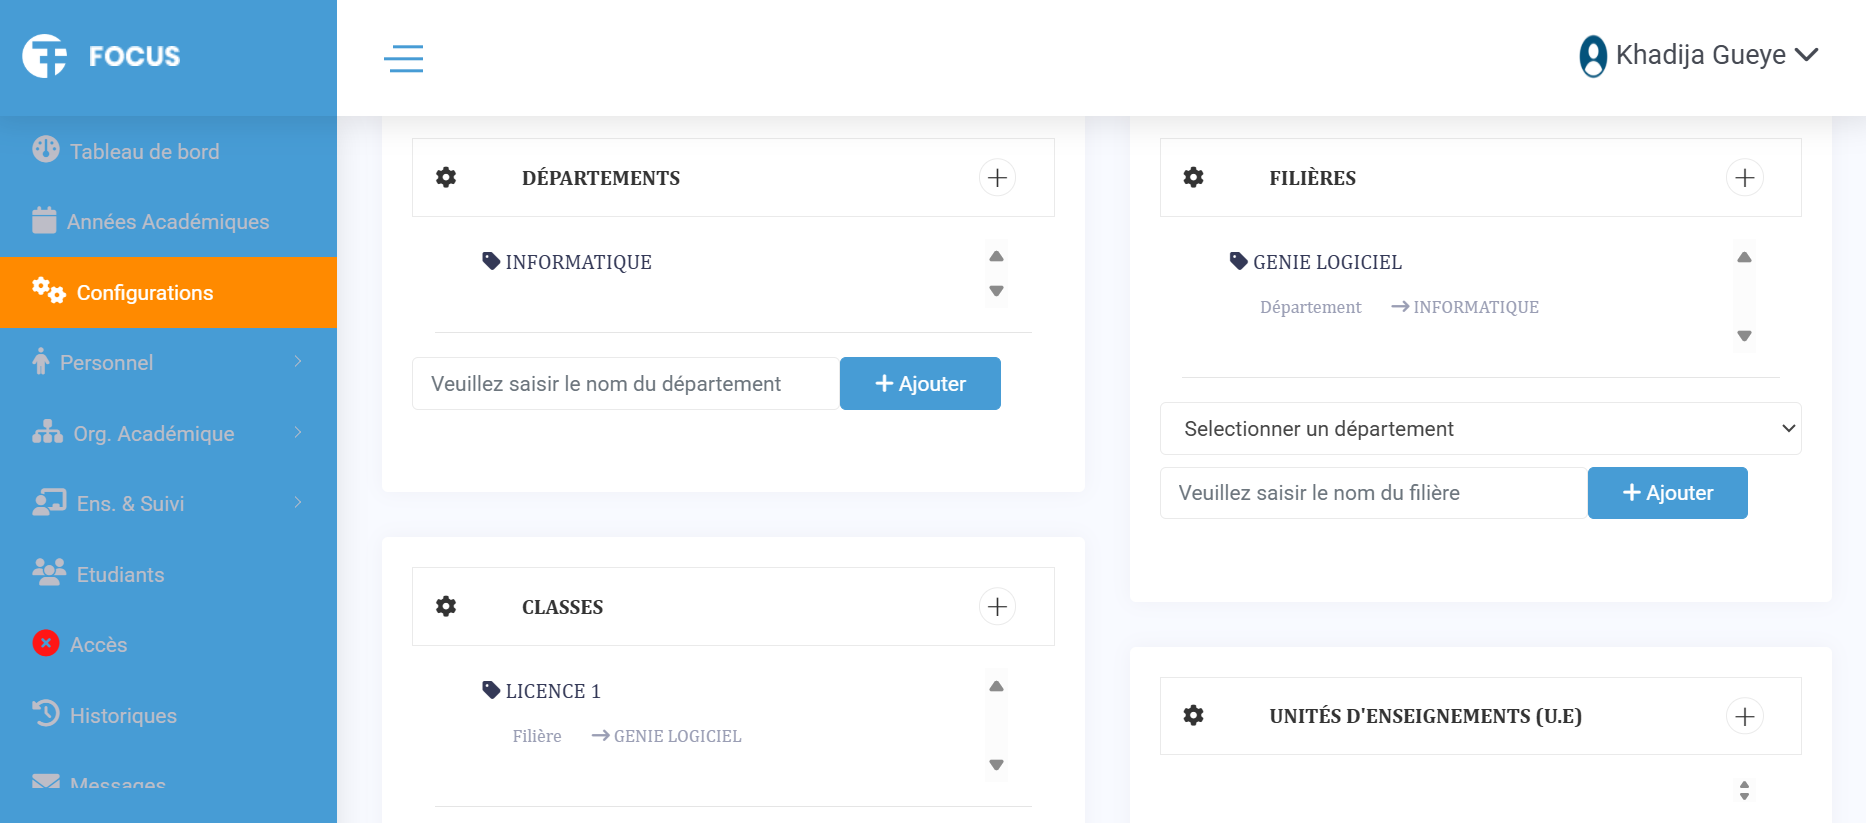 FOCUS
Khadija Gueye
Tableau de bord
Années Académiques
Configurations
Personnel
Org. Académique
Ens. & Suivi
Etudiants
Accès
Historiques
Messages
DÉPARTEMENTS
INFORMATIQUE
Veuillez saisir le nom du département
Ajouter
FILIÈRES
GENIE LOGICIEL
Département → INFORMATIQUE
Selectionner un département
Veuillez saisir le nom du filière
Ajouter
CLASSES
LICENCE 1
Filière → GENIE LOGICIEL
UNITÉS D'ENSEIGNEMENTS (U.E)